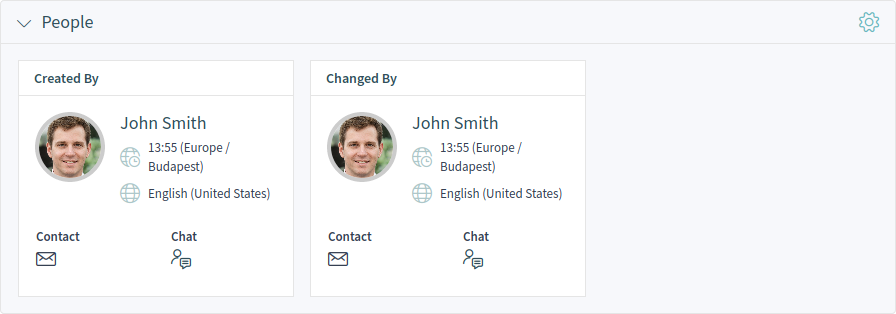 People
Created By
John Smith
13:55 (Europe /
Budapest)
English (United States)
Contact
Chat
Changed By
John Smith
13:55 (Europe /
Budapest)
English (United States)
Contact
Chat